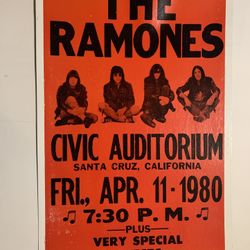 THE
RAMONES
CIVIC AUDITORIUM
SANTA CRUZ, CALIFORNIA
FRI., APR. 11-1980
♫ 7:30 P.M. ♫
—PLUS—
VERY SPECIAL